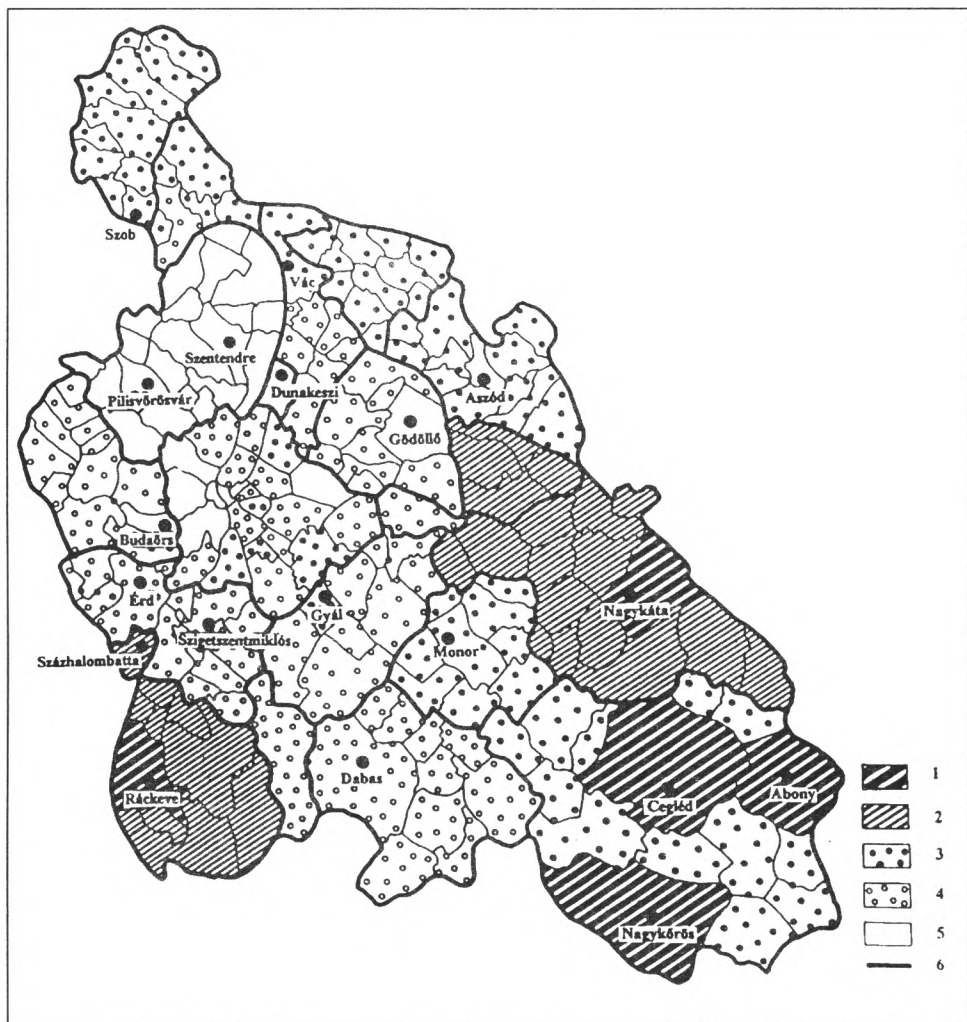 Szob
Vác
Szentendre
Pilisvörösvár
Dunakeszi
Aszód
Gödöllő
Budaörs
Érd
Gyál
Nagykáta
Szigetszentmiklós
Monor
Százhalombatta
Dabas
Ráckeve
Cegléd
Abony
Nagykőrös
1
2
3
4
5
6